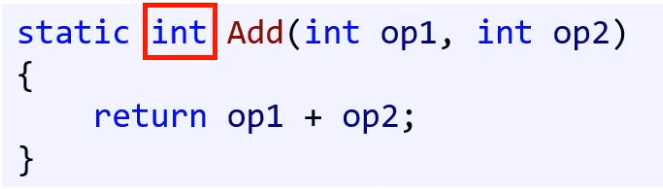 static int Add(int op1, int op2)
{
    return op1 + op2;
}